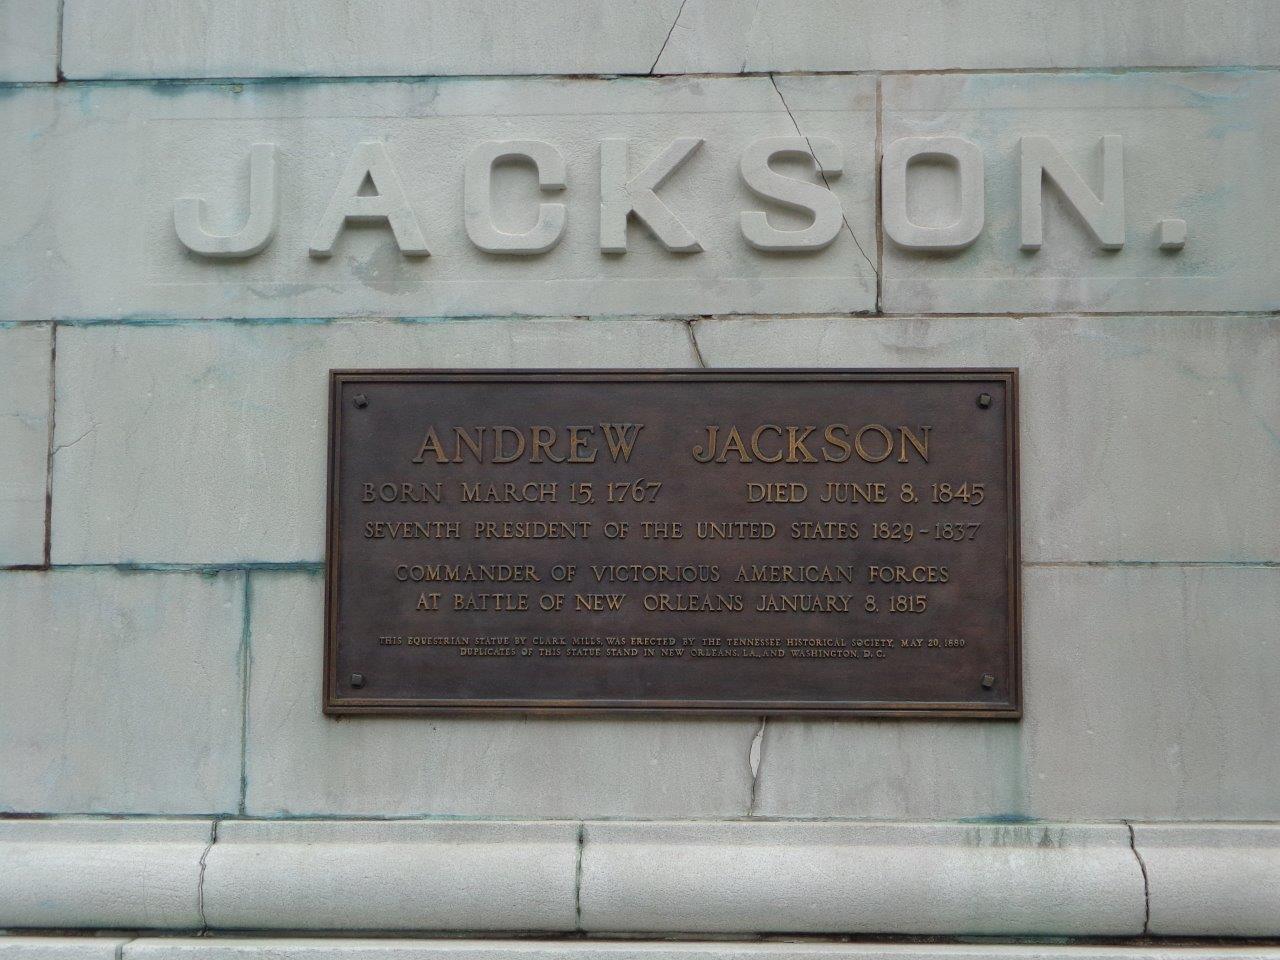 JACKSON.
ANDREW JACKSON
BORN MARCH 15, 1767 DIED JUNE 8, 1845
SEVENTH PRESIDENT OF THE UNITED STATES 1829-1837
COMMANDER OF VICTORIOUS AMERICAN FORCES
AT BATTLE OF NEW ORLEANS JANUARY 8, 1815
THIS EQUESTRIAN STATUE BY CLARK MILLS, WAS ERECTED BY THE TENNESSEE HISTORICAL SOCIETY, MAY 20, 1880
DUPLICATES OF THIS STATUE STAND IN NEW ORLEANS, LA., AND WASHINGTON, D. C.